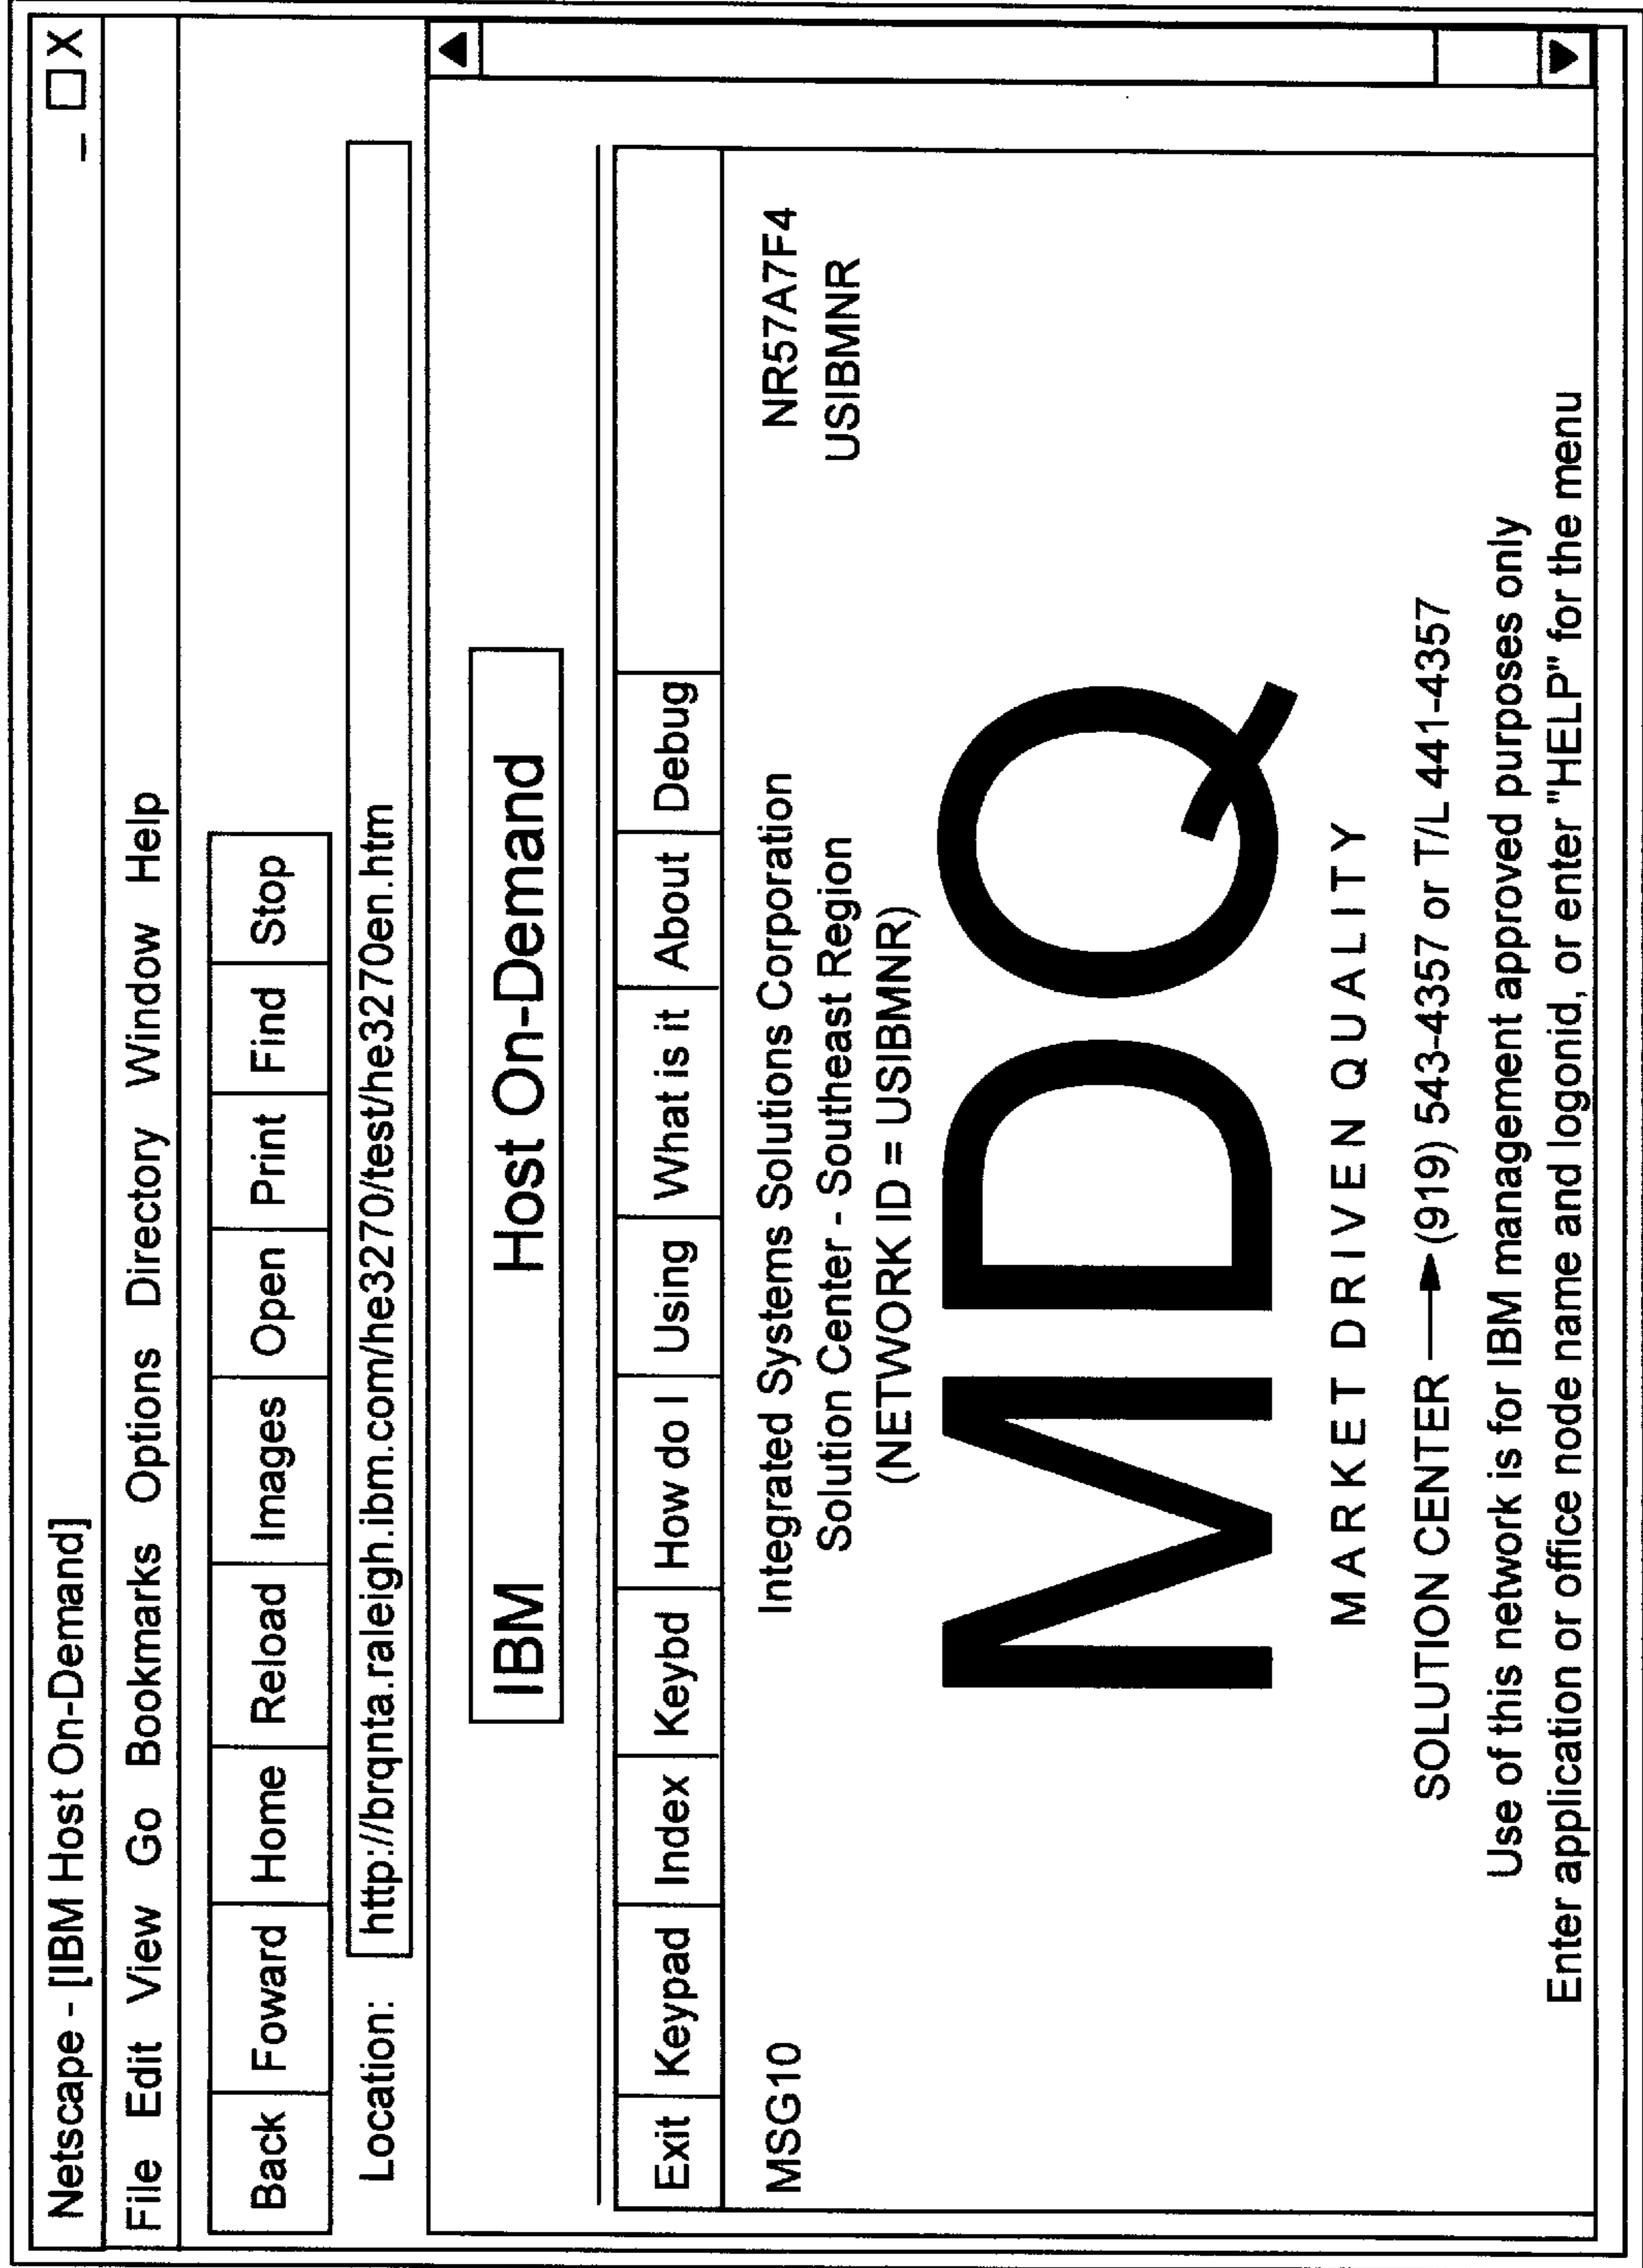 Netscape - [IBM Host On-Demand] _ □ X
File Edit View Go Bookmarks Options Directory Window Help
Back Foward Home Reload Images Open Print Find Stop
Location: http://brqnta.raleigh.ibm.com/he3270/test/he3270en.htm
IBM Host On-Demand
Exit Keypad Index Keybd How do I Using What is it About Debug
MSG10 Integrated Systems Solutions Corporation NR57A7F4
Solution Center - Southeast Region USIBMNR
(NETWORK ID = USIBMNR)
MDQ
MARKET DRIVEN QUALITY
SOLUTION CENTER → (919) 543-4357 or T/L 441-4357
Use of this network is for IBM management approved purposes only
Enter application or office node name and logonid, or enter "HELP" for the menu